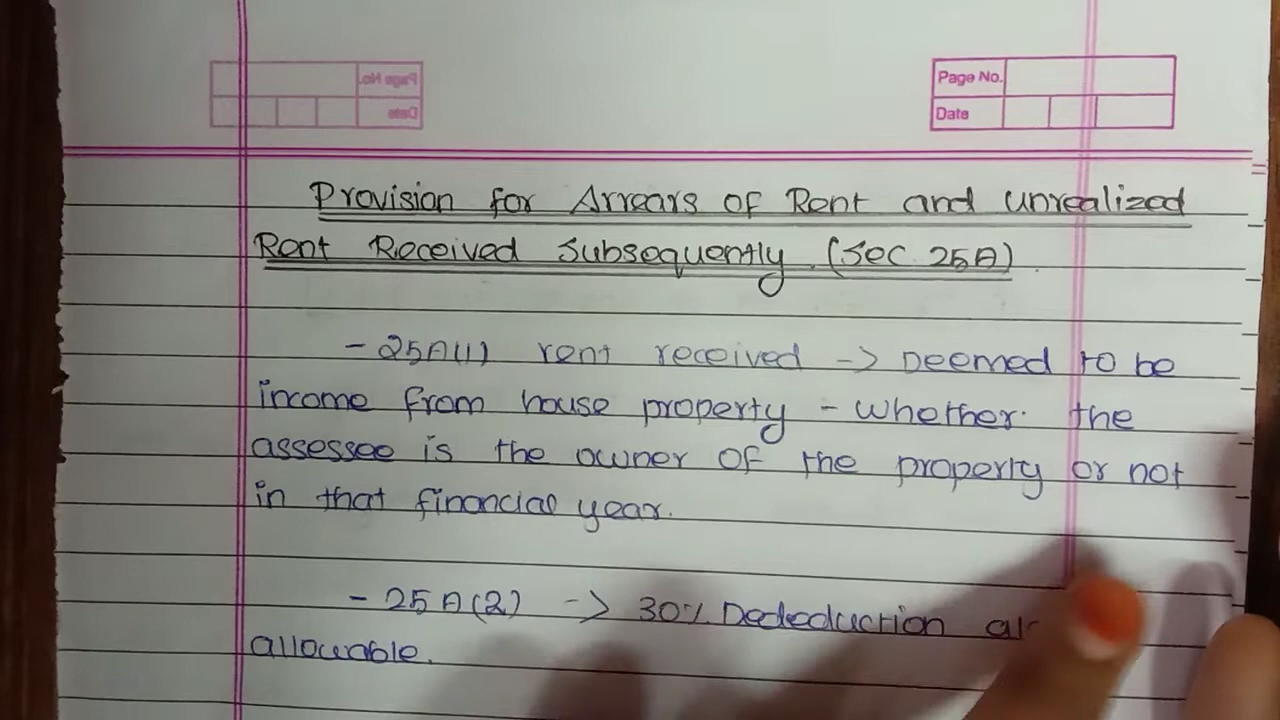 Page No.
Date
Page No.
Date
Provision for Arrears of Rent and unrealized
Rent Received Subsequently. (Sec. 25A).
- 25A(1) rent received -> Deemed to be
income from house property - whether the
assessee is the owner of the property or not
in that financial year.
- 25A(2) -> 30% Dededuction
allowable.